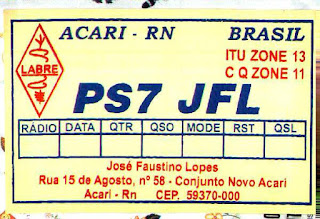 ACARI - RN BRASIL
ITU ZONE 13
LABRE
C Q ZONE 11
PS7 JFL
RADIO DATA QTR QSO MODE RST QSL
José Faustino Lopes
Rua 15 de Agosto, nº 58 - Conjunto Novo Acari
Acari - Rn CEP. 59370-000